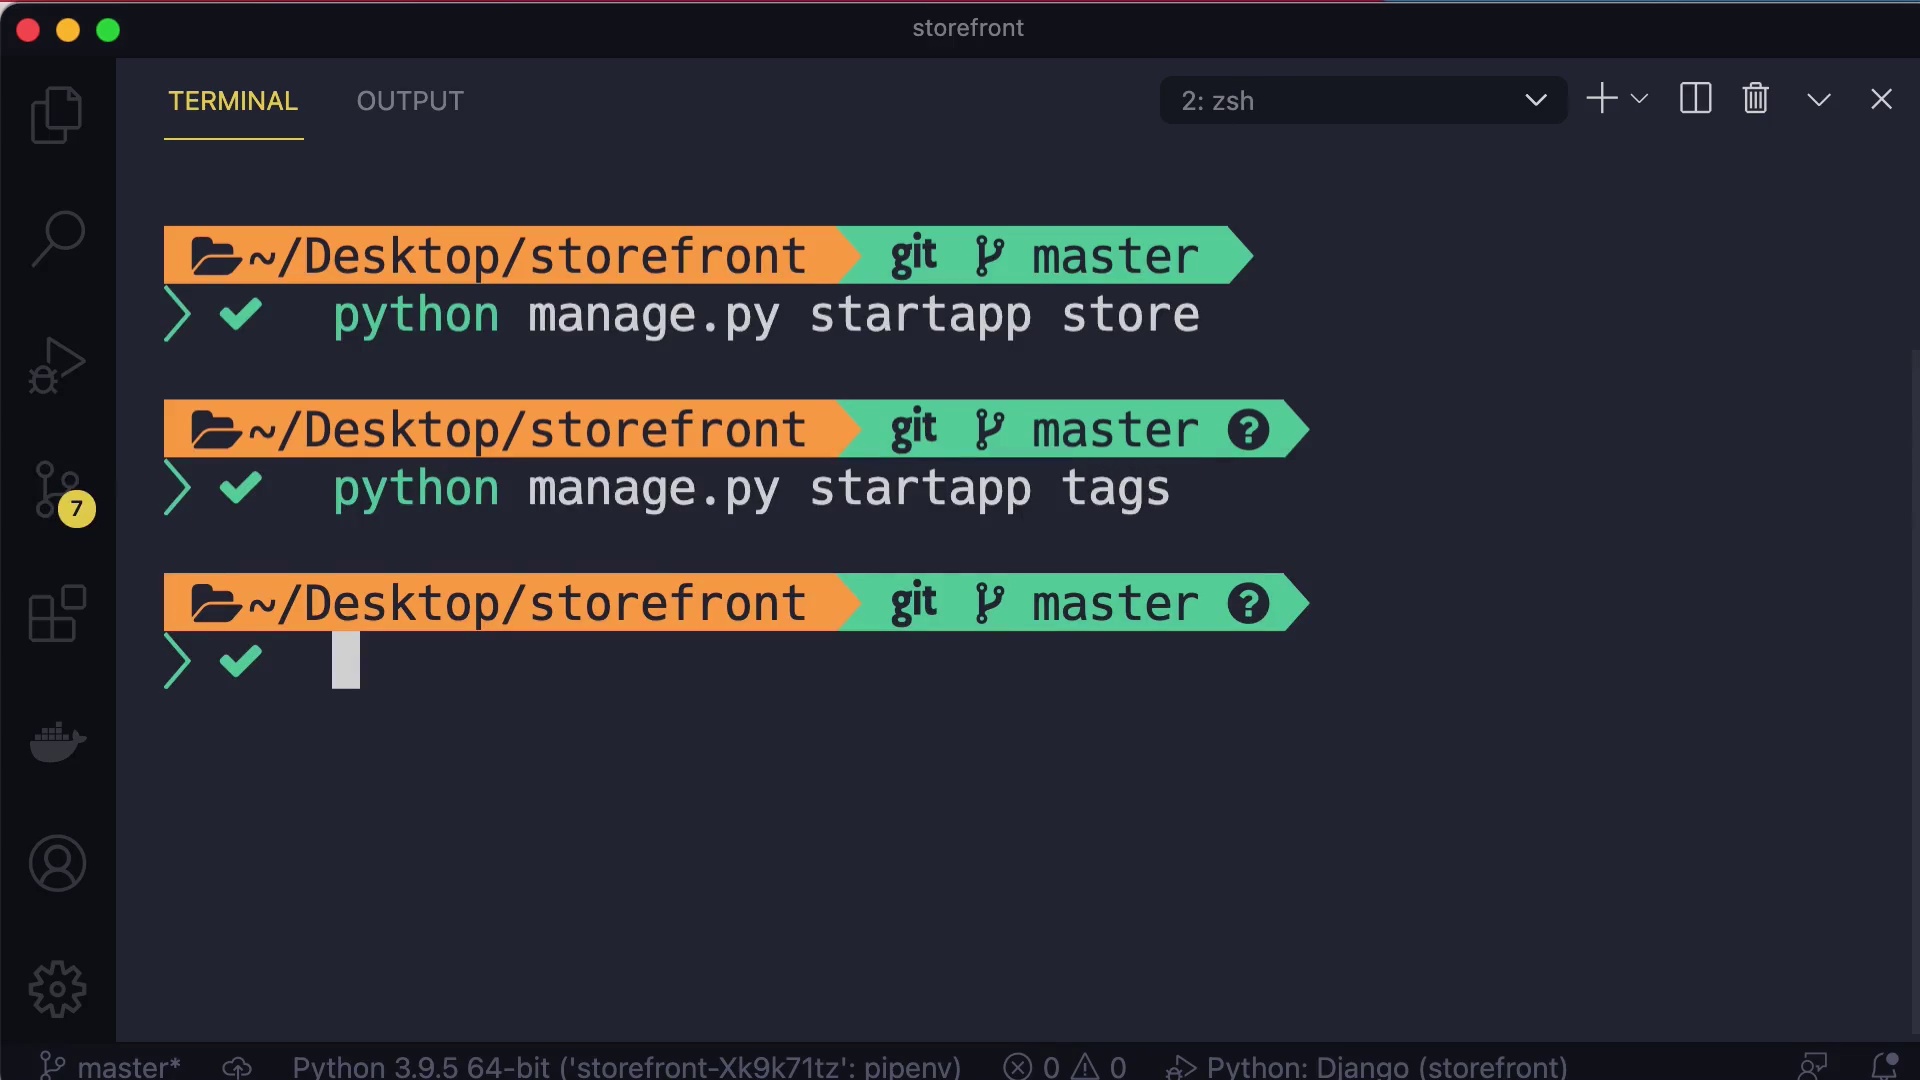 storefront
TERMINAL OUTPUT 2: zsh
~/Desktop/storefront git master
python manage.py startapp store
~/Desktop/storefront git master ?
python manage.py startapp tags
7
~/Desktop/storefront git master ?
master* Python 3.9.5 64-bit ('storefront-Xk9k71tz': pipenv) 0 0 Python: Django (storefront)